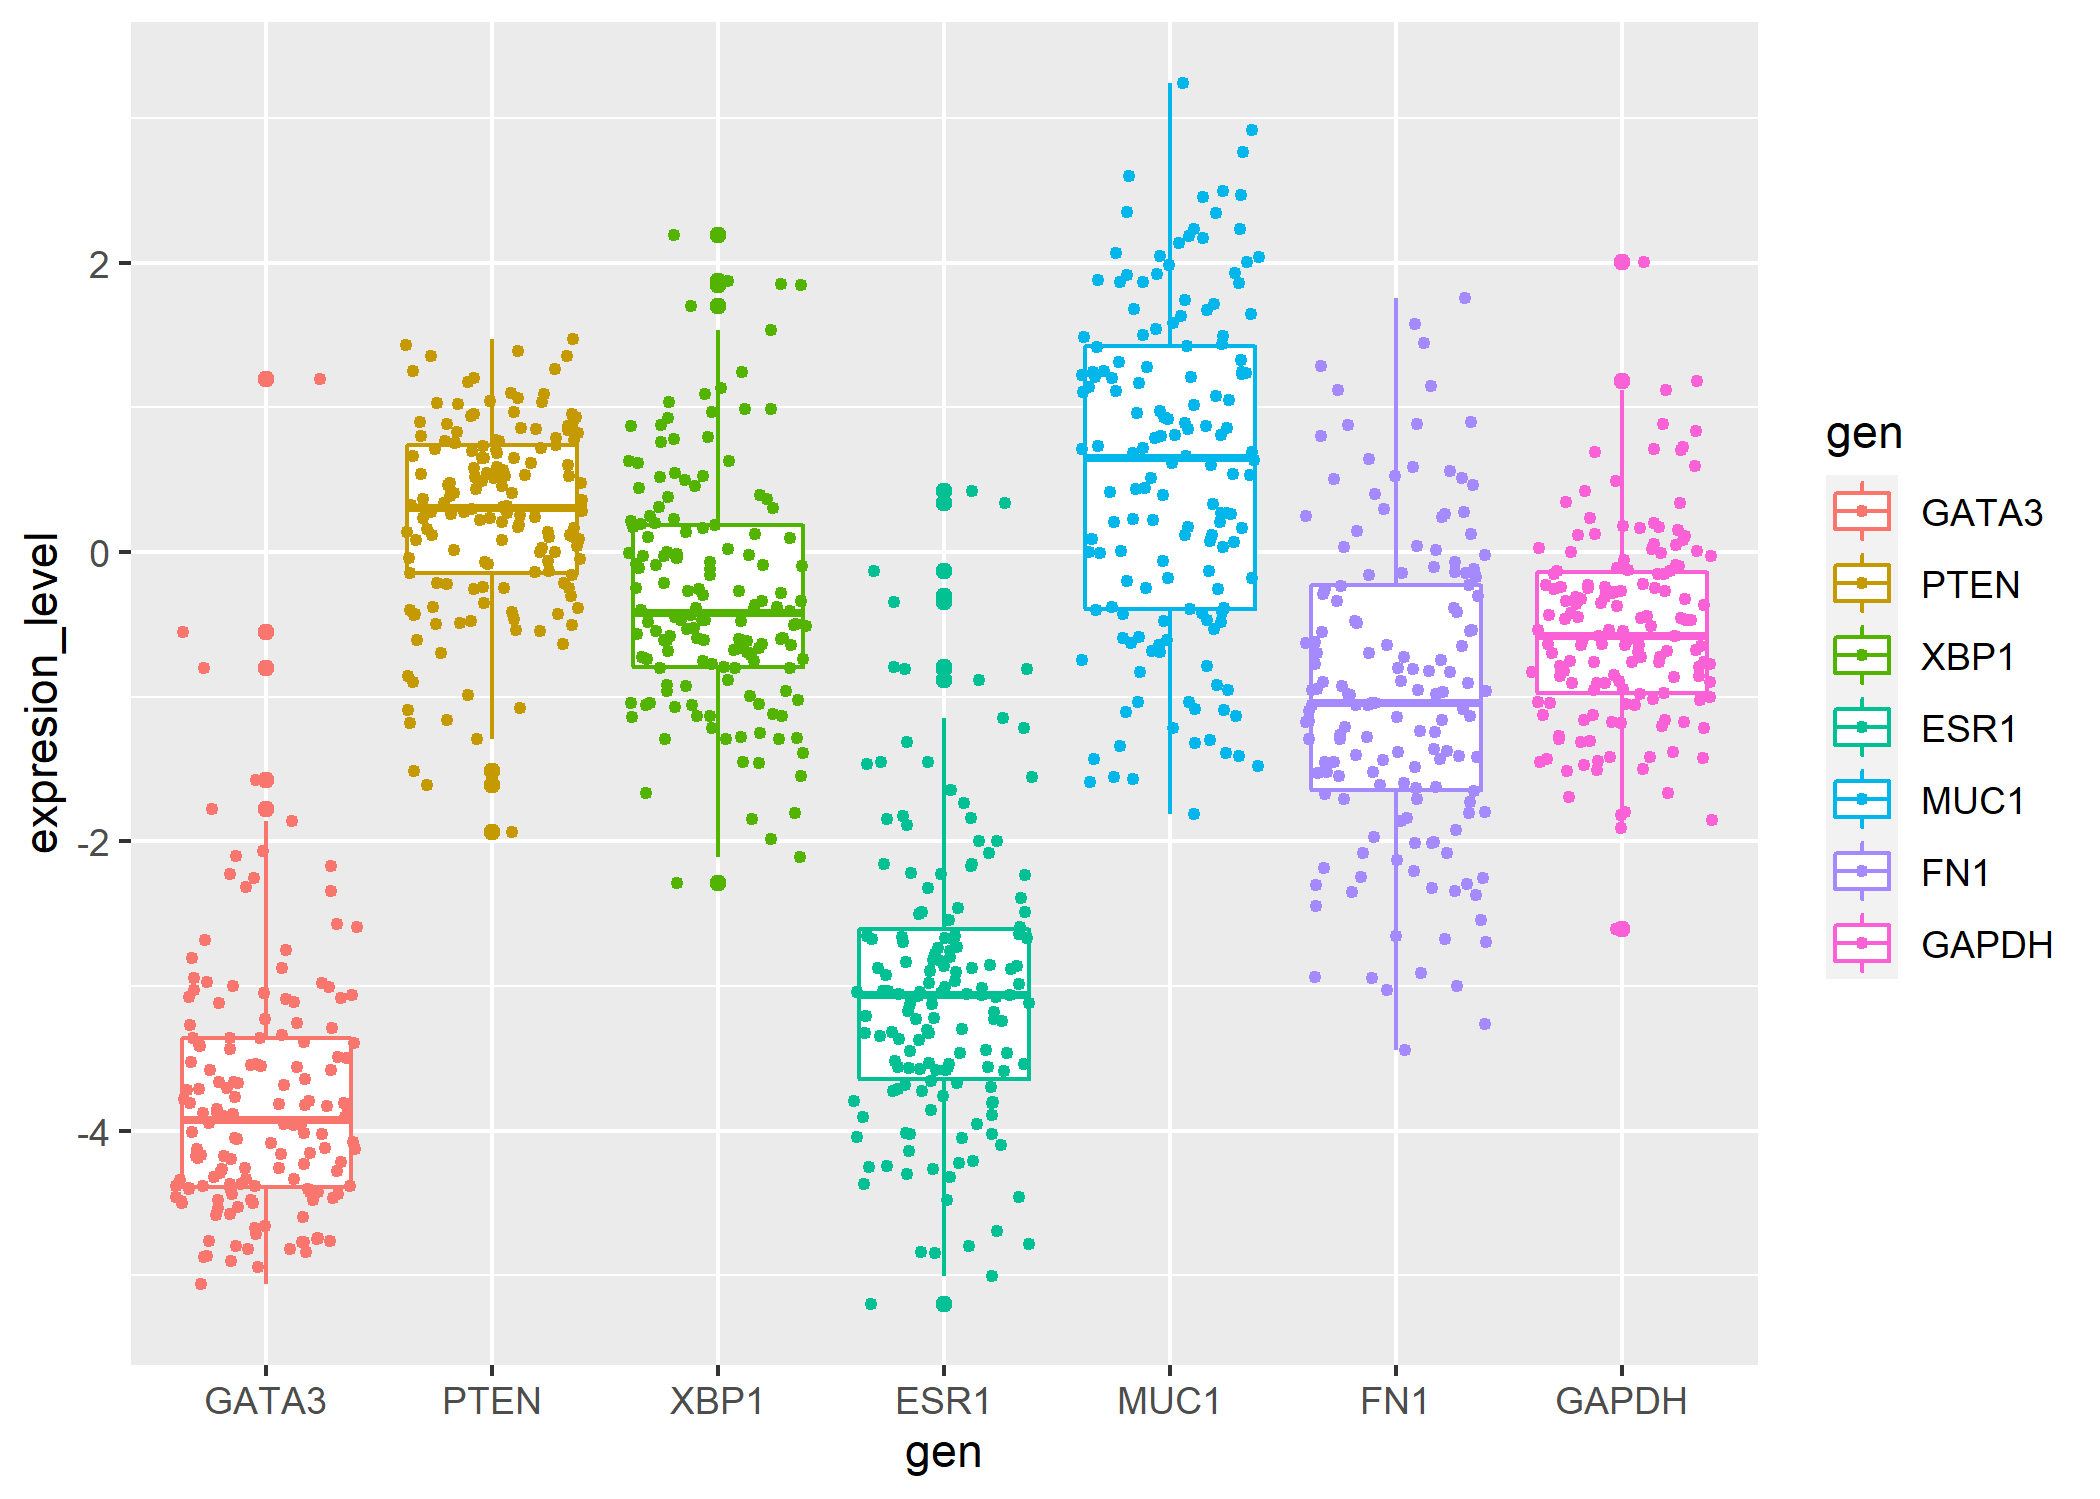 expresion_level
2
0
-2
-4
GATA3 PTEN XBP1 ESR1 MUC1 FN1 GAPDH
gen
gen
GATA3
PTEN
XBP1
ESR1
MUC1
FN1
GAPDH